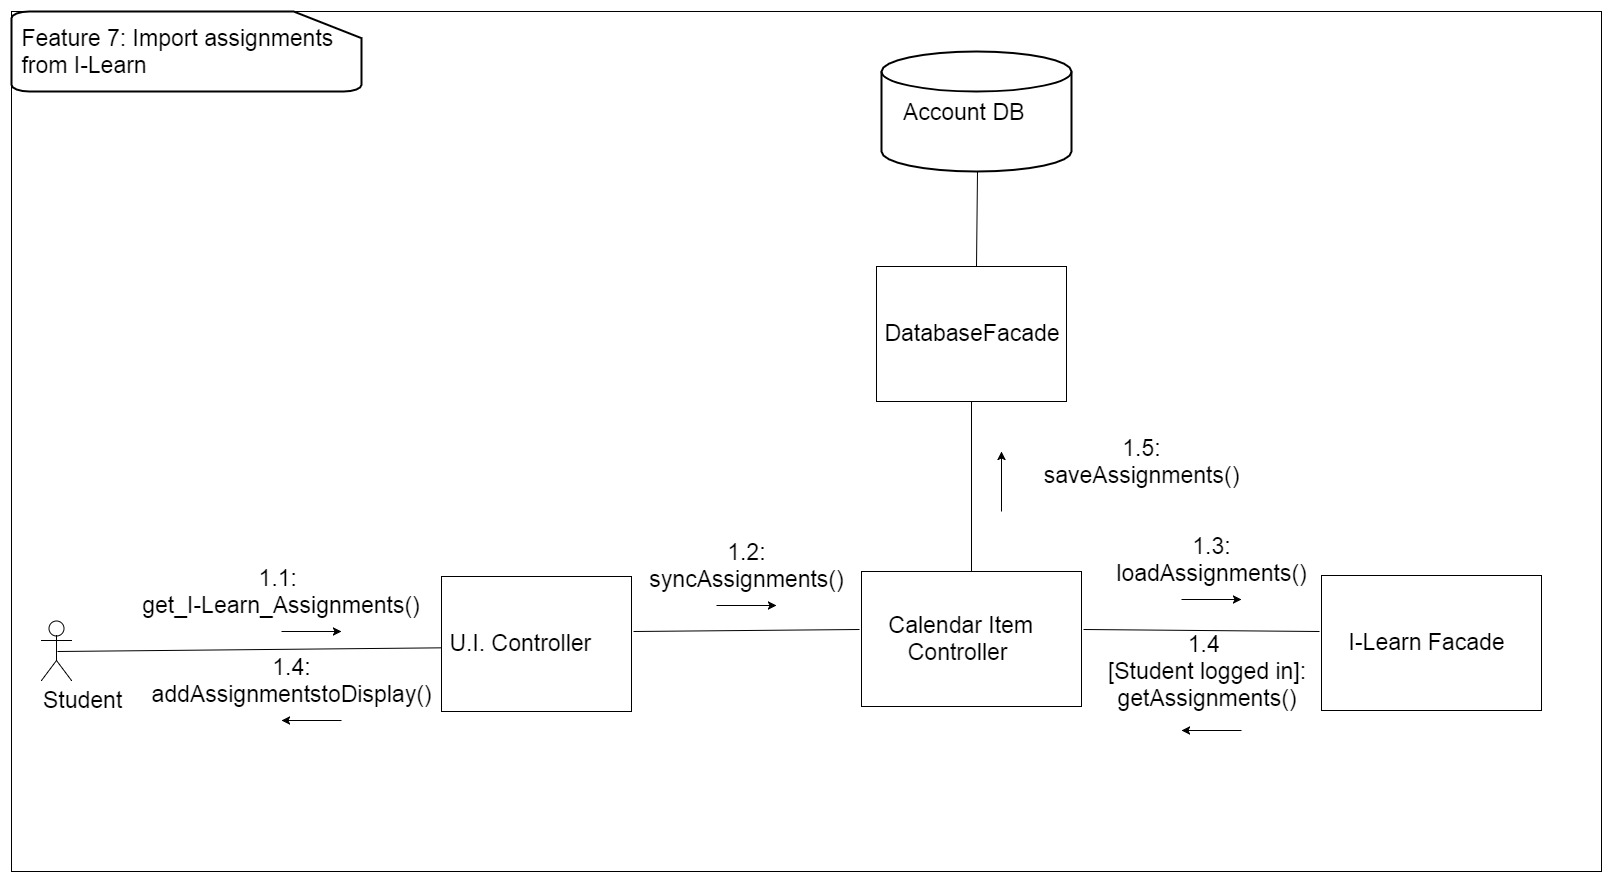 Feature 7: Import assignments
from I-Learn
Account DB
DatabaseFacade
1.5:
saveAssignments()
1.1:
get_I-Learn_Assignments()
1.2:
syncAssignments()
1.3:
loadAssignments()
Student
1.4:
addAssignmentstoDisplay()
U.I. Controller
Calendar Item
Controller
1.4
[Student logged in]:
getAssignments()
I-Learn Facade